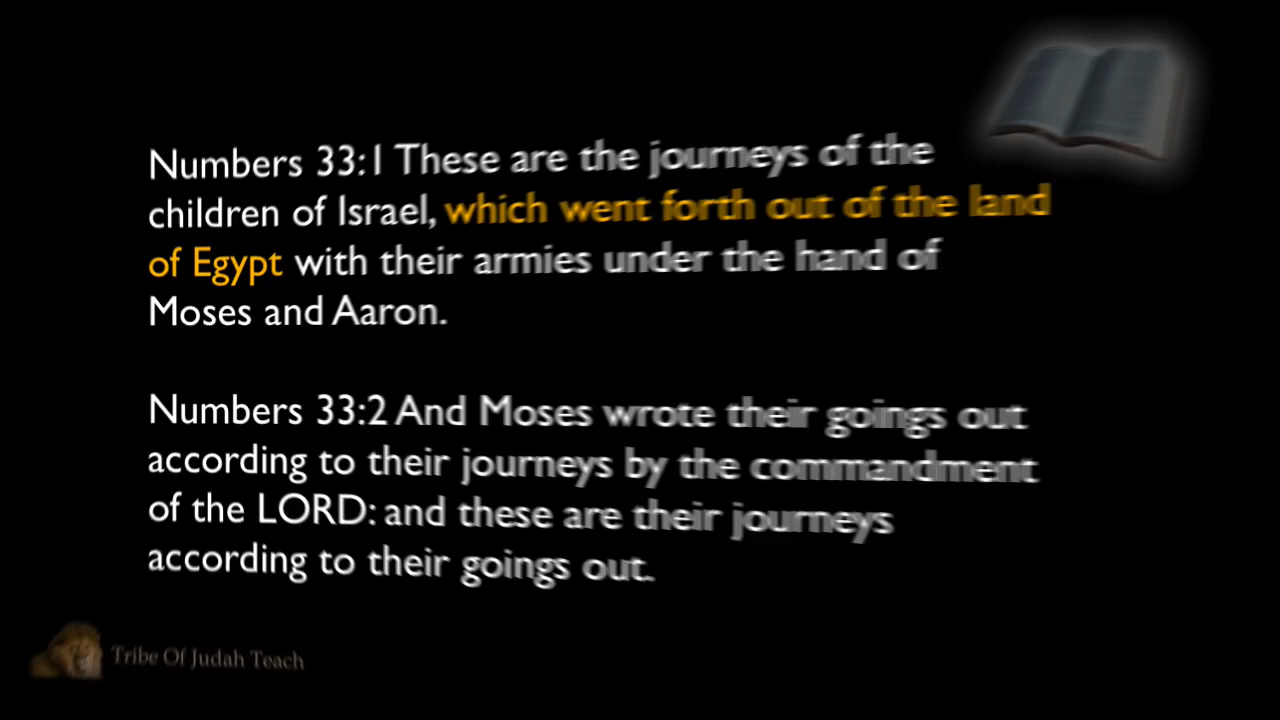 Numbers 33:1 These are the journeys of the
children of Israel, which went forth out of the land
of Egypt with their armies under the hand of
Moses and Aaron.
Numbers 33:2 And Moses wrote their goings out
according to their journeys by the commandment
of the LORD: and these are their journeys
according to their goings out.
Tribe Of Judah Teach